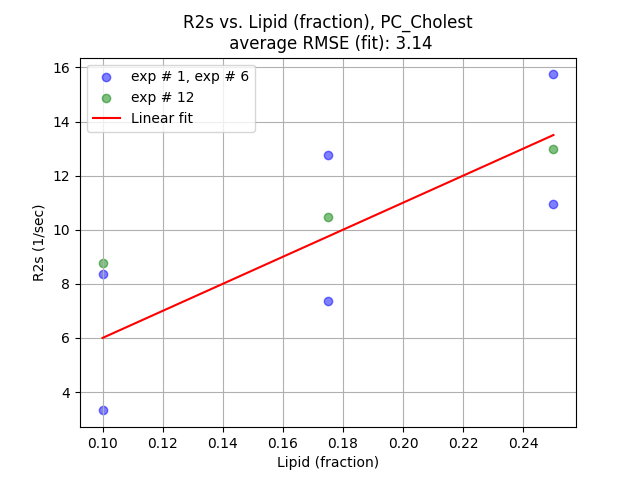 R2s vs. Lipid (fraction), PC_Cholest
average RMSE (fit): 3.14
exp # 1, exp # 6
exp # 12
Linear fit
R2s (1/sec)
16
14
12
10
8
6
4
0.10 0.12 0.14 0.16 0.18 0.20 0.22 0.24
Lipid (fraction)